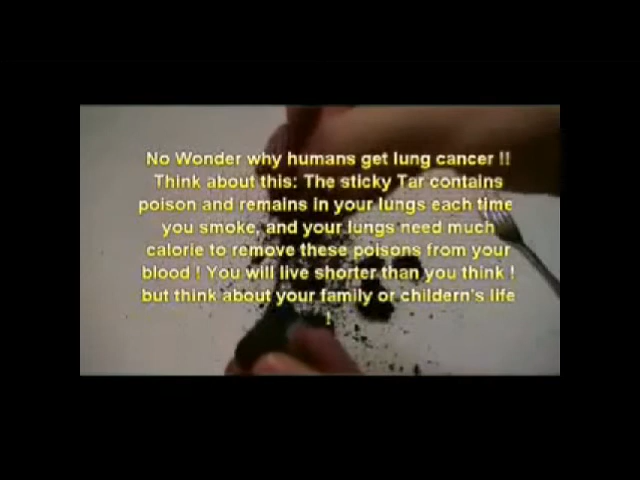 No Wonder why humans get lung cancer !!
Think about this: The sticky Tar contains
poison and remains in your lungs each time
you smoke, and your lungs need much
calorie to remove these poisons from your
blood ! You will live shorter than you think !
but think about your family or childern's life
!